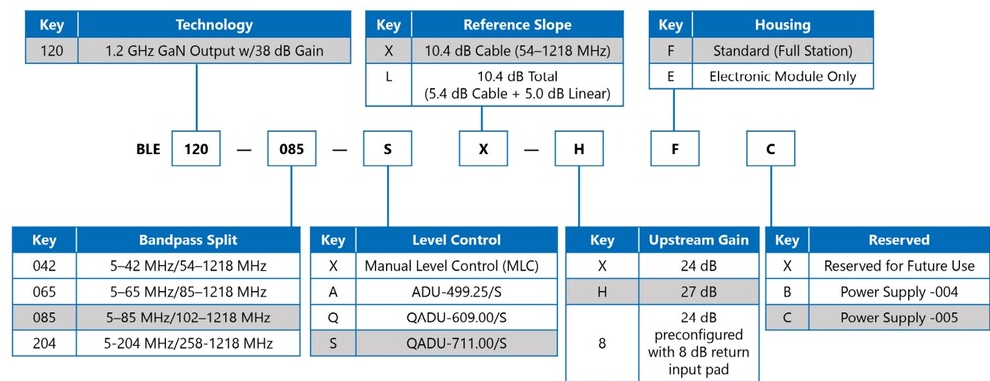 Key Technology
120 1.2 GHz GaN Output w/38 dB Gain
Key Reference Slope
X 10.4 dB Cable (54–1218 MHz)
L 10.4 dB Total
(5.4 dB Cable + 5.0 dB Linear)
Key Housing
F Standard (Full Station)
E Electronic Module Only
BLE 120 — 085 — S X — H F C
Key Bandpass Split
042 5–42 MHz/54–1218 MHz
065 5–65 MHz/85–1218 MHz
085 5–85 MHz/102–1218 MHz
204 5-204 MHz/258-1218 MHz
Key Level Control
X Manual Level Control (MLC)
A ADU-499.25/S
Q QADU-609.00/S
S QADU-711.00/S
Key Upstream Gain
X 24 dB
H 27 dB
8 24 dB
preconfigured
with 8 dB return
input pad
Key Reserved
X Reserved for Future Use
B Power Supply -004
C Power Supply -005